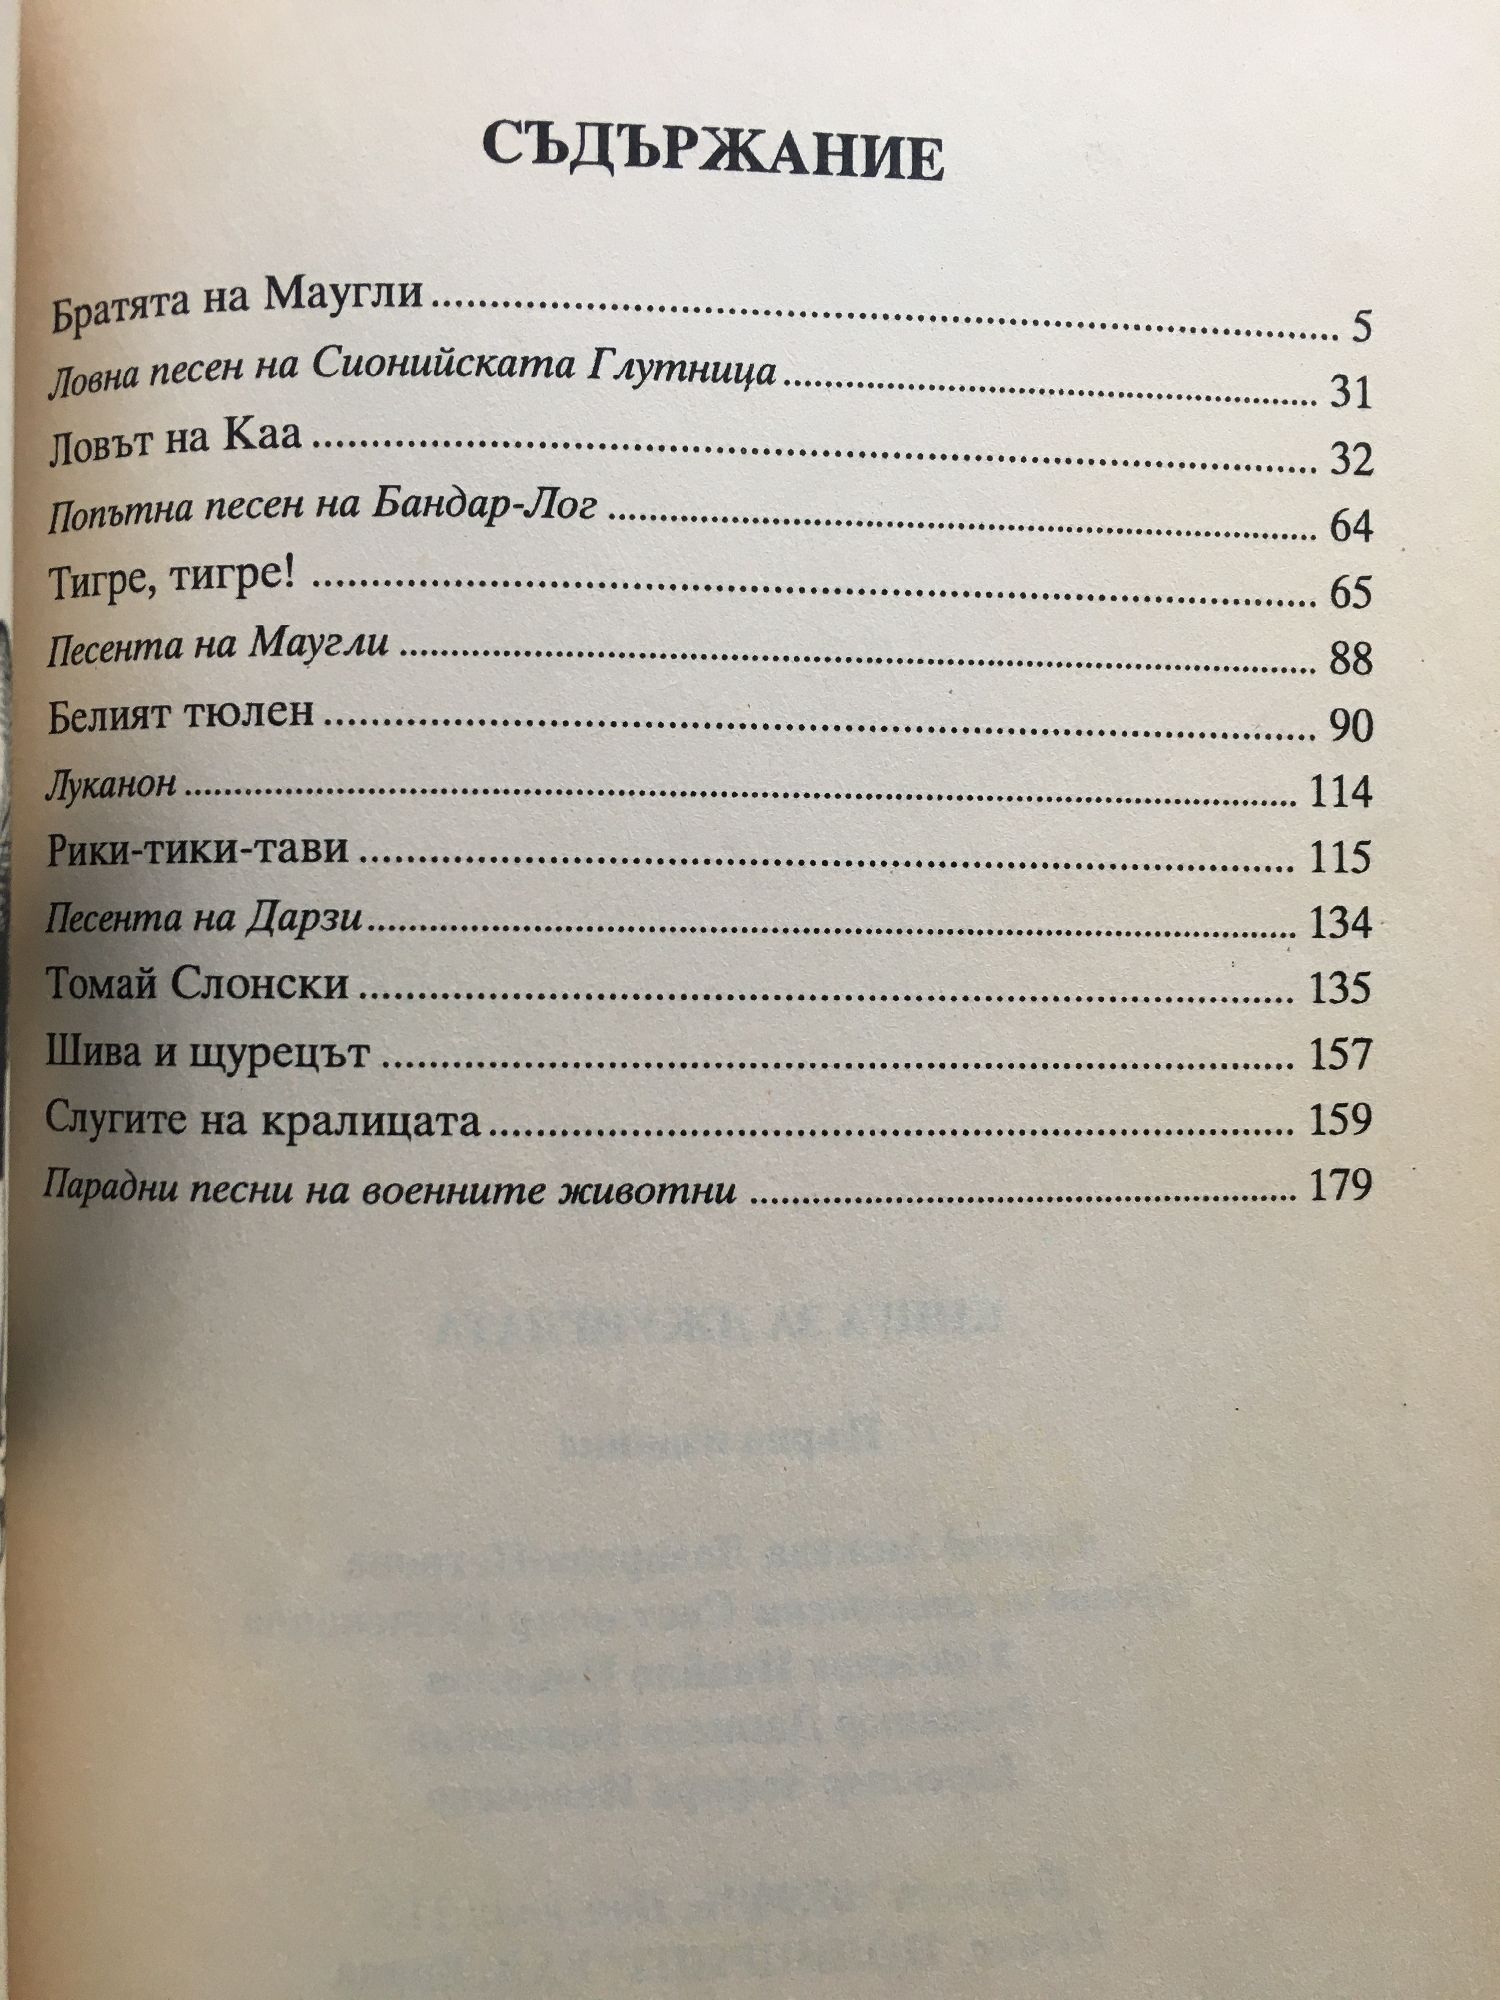 СЪДЪРЖАНИЕ
Братята на Маугли ........ 5
Ловна песен на Сионийската Глутница ........ 31
Ловът на Каа ........ 32
Попътна песен на Бандар-Лог ........ 64
Тигре, тигре! ........ 65
Песента на Маугли ........ 88
Белият тюлен ........ 90
Луканон ........ 114
Рики-тики-тави ........ 115
Песента на Дарзи ........ 134
Томай Слонски ........ 135
Шива и щурецът ........ 157
Слугите на кралицата ........ 159
Парадни песни на военните животни ........ 179